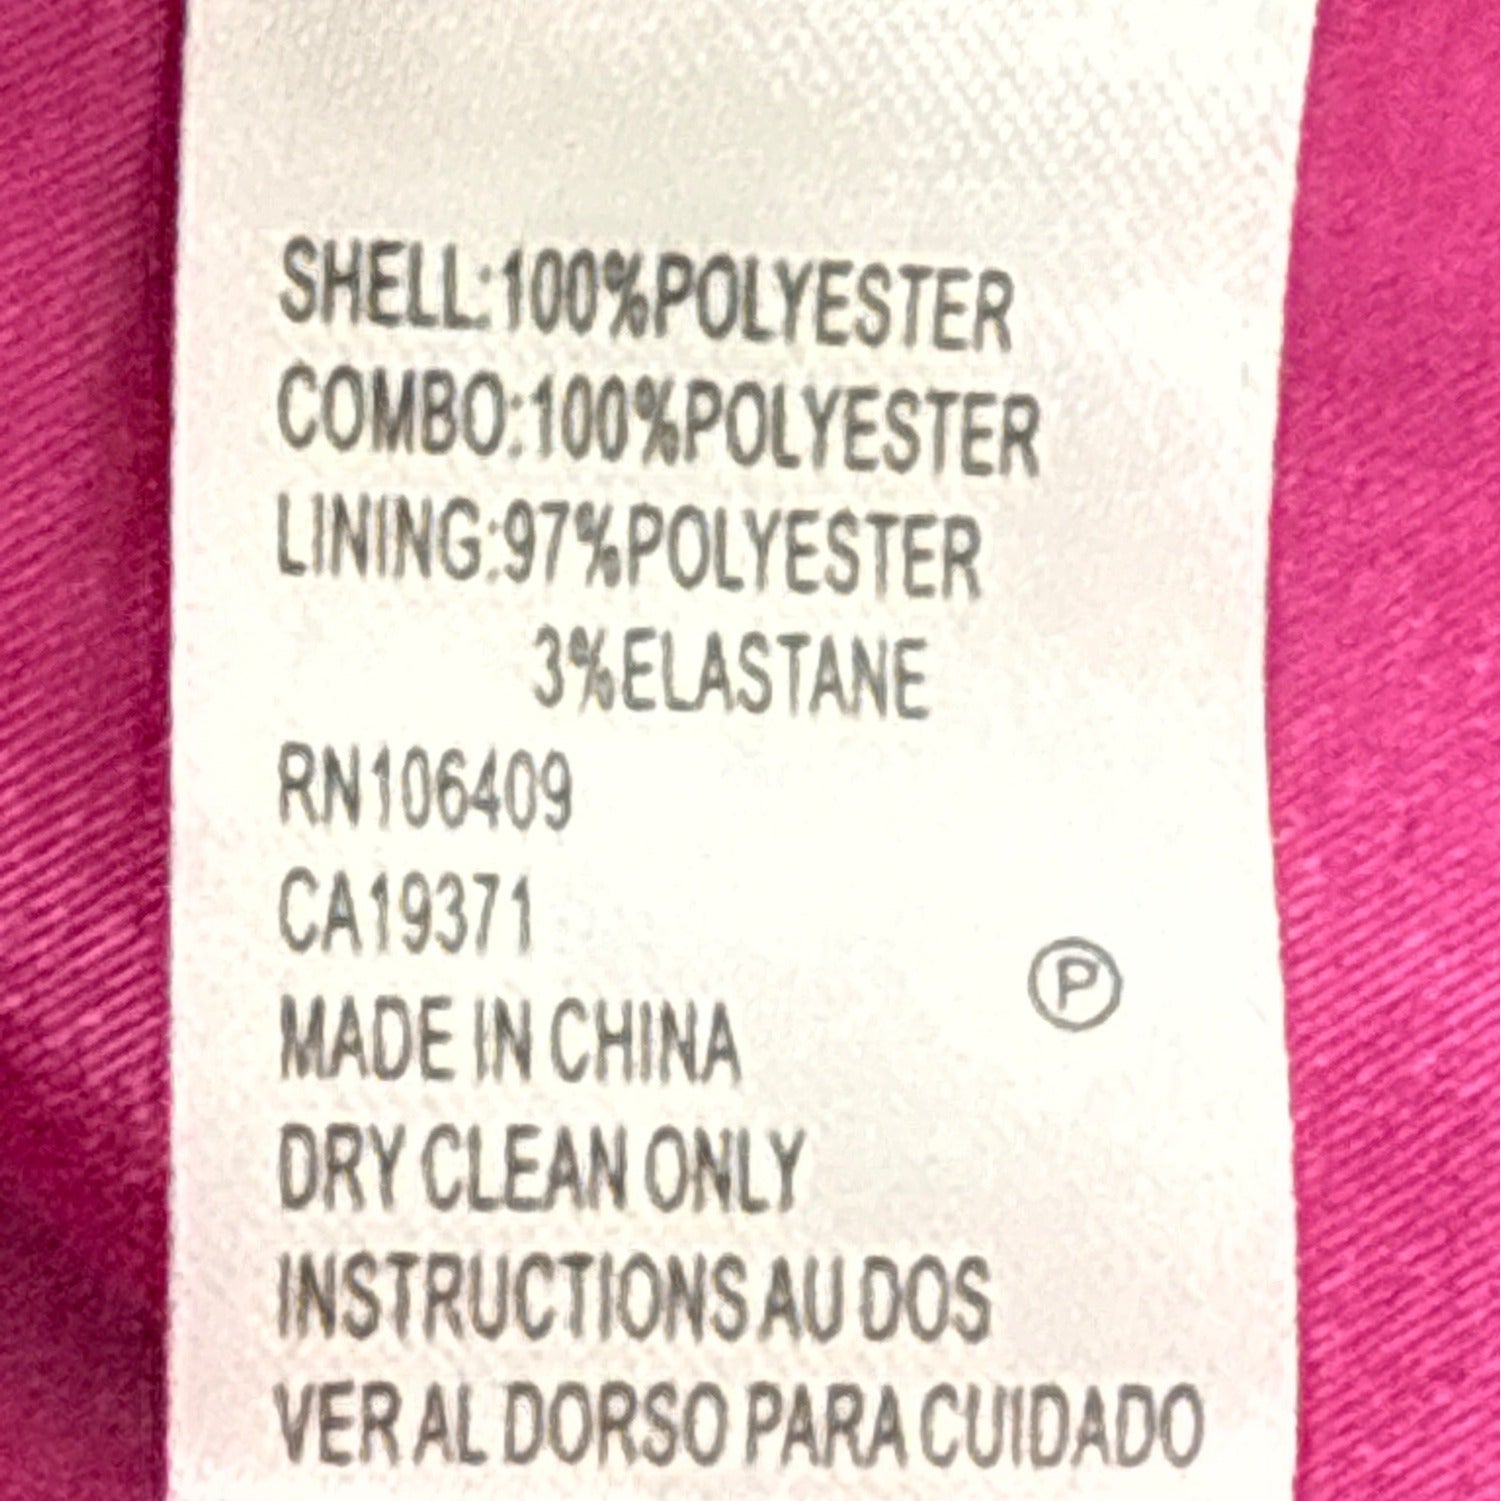 SHELL:100%POLYESTER
COMBO:100%POLYESTER
LINING:97%POLYESTER
3%ELASTANE
RN106409
CA19371
P
MADE IN CHINA
DRY CLEAN ONLY
INSTRUCTIONS AU DOS
VER AL DORSO PARA CUIDADO